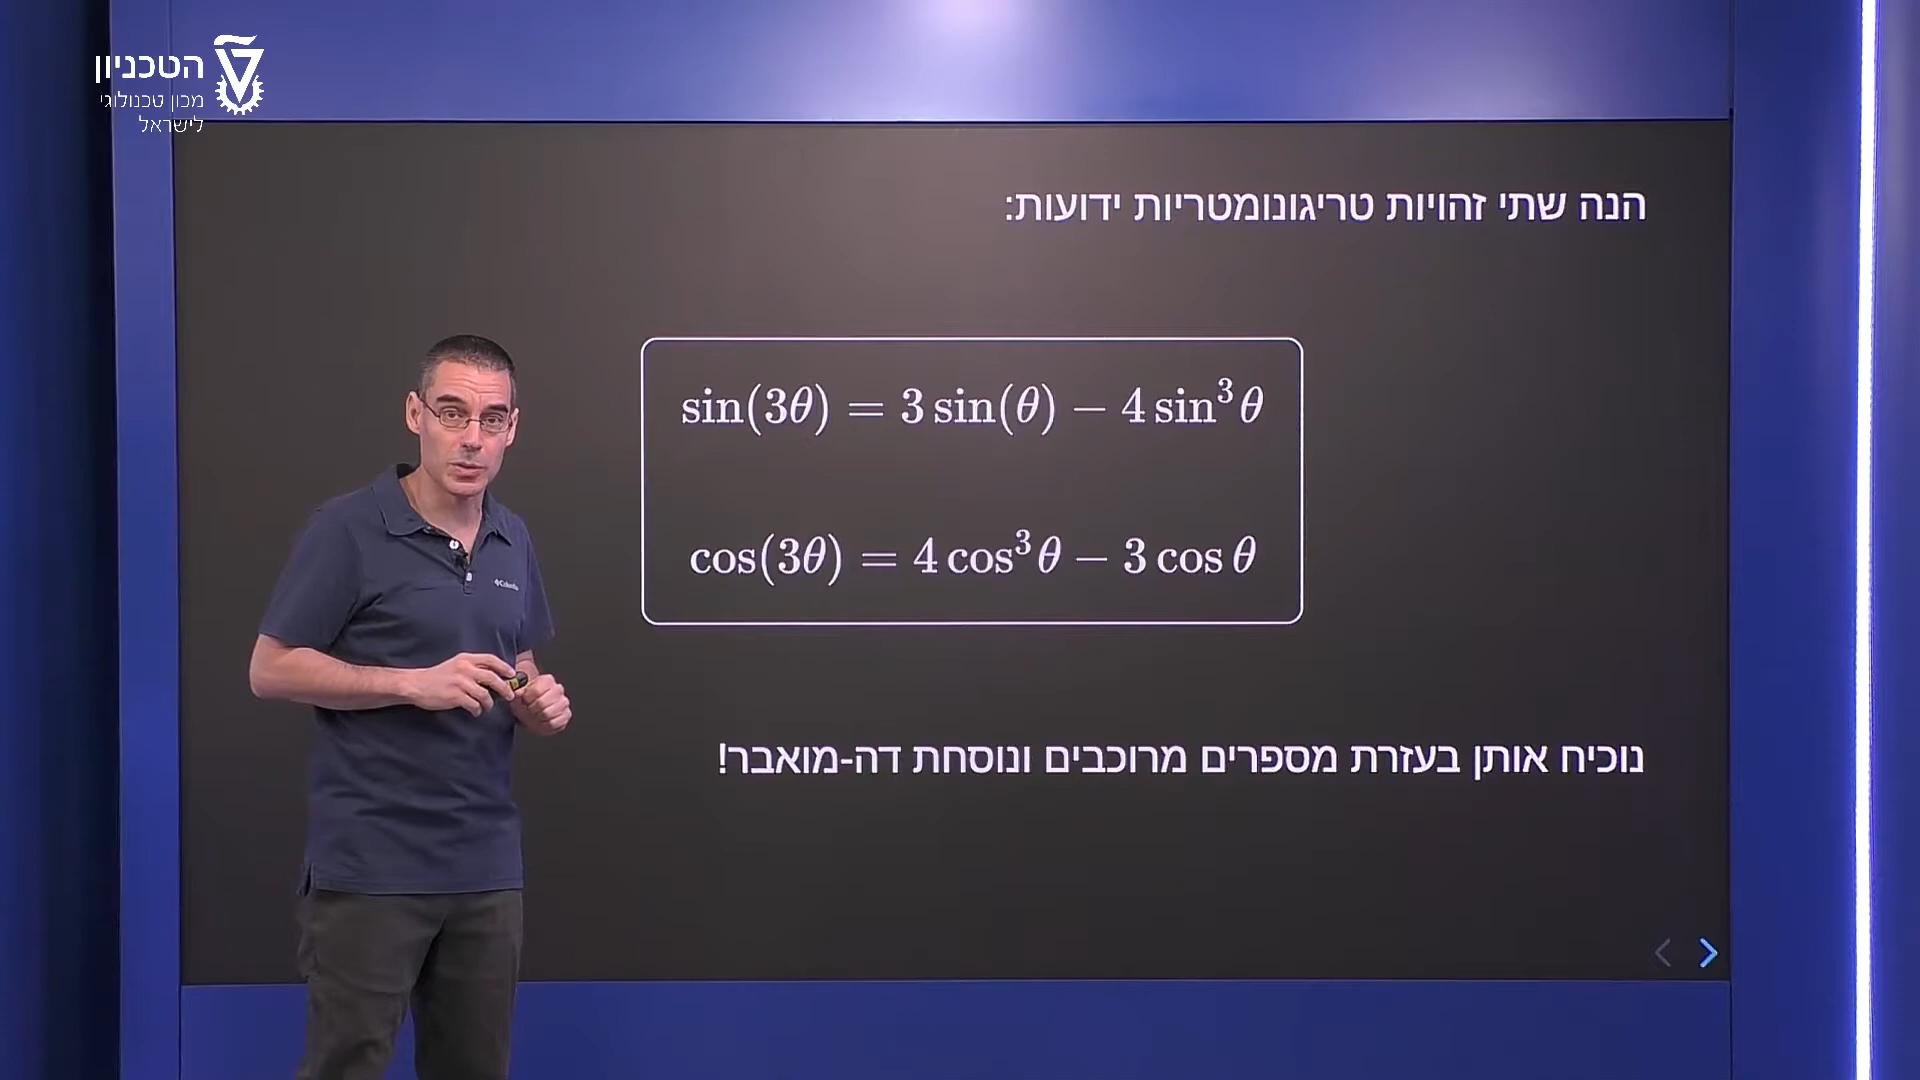 הטכניון
מכון טכנולוגי
לישראל
הנה שתי זהויות טריגונומטריות ידועות:
sin(3θ) = 3 sin(θ) − 4 sin³ θ
cos(3θ) = 4 cos³ θ − 3 cos θ
נוכיח אותן בעזרת מספרים מרוכבים ונוסחת דה-מואבר!
Columbia